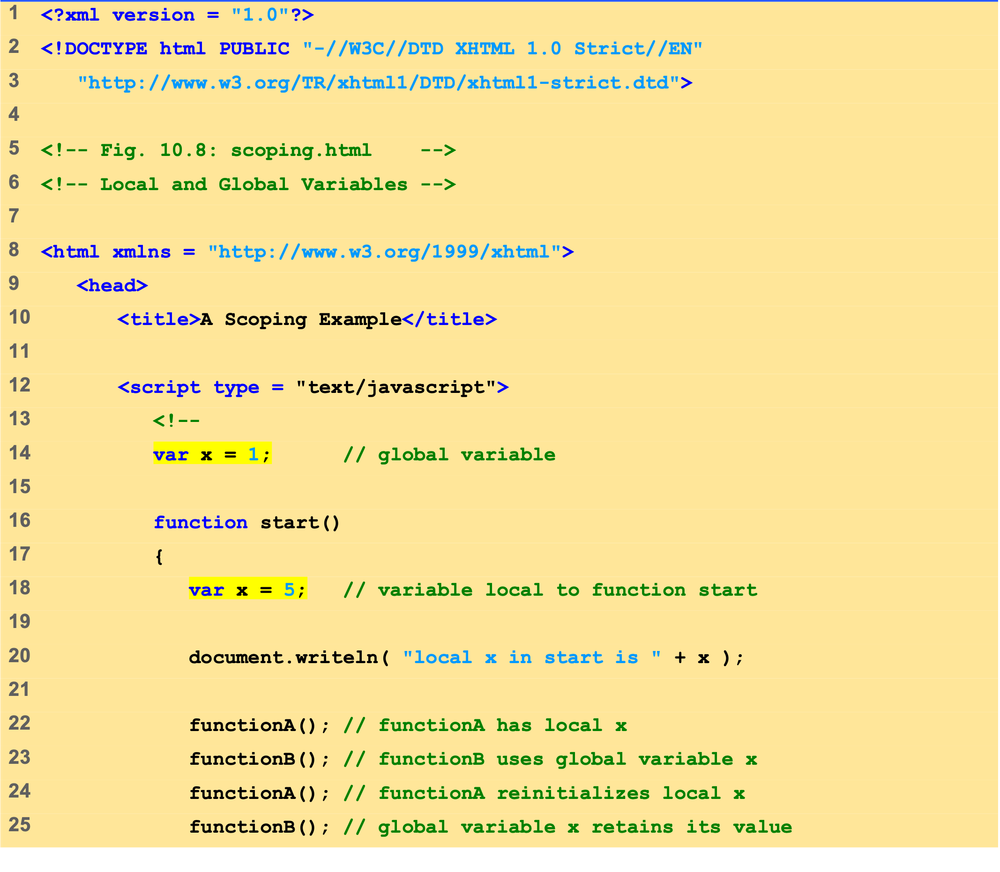 1 <?xml version = "1.0"?>
2 <!DOCTYPE html PUBLIC "-//W3C//DTD XHTML 1.0 Strict//EN"
3 "http://www.w3.org/TR/xhtml1/DTD/xhtml1-strict.dtd">
4
5 <!-- Fig. 10.8: scoping.html    -->
6 <!-- Local and Global Variables -->
7
8 <html xmlns = "http://www.w3.org/1999/xhtml">
9 <head>
10 <title>A Scoping Example</title>
11
12 <script type = "text/javascript">
13 <!--
14 var x = 1;      // global variable
15
16 function start()
17 {
18 var x = 5;   // variable local to function start
19
20 document.writeln( "local x in start is " + x );
21
22 functionA(); // functionA has local x
23 functionB(); // functionB uses global variable x
24 functionA(); // functionA reinitializes local x
25 functionB(); // global variable x retains its value